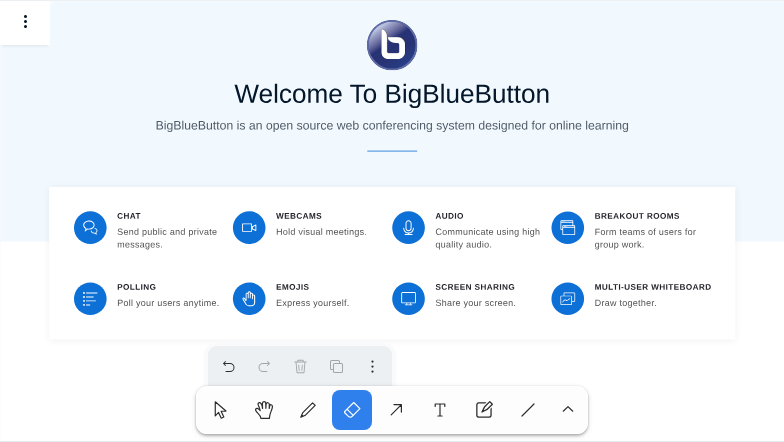 Welcome To BigBlueButton
BigBlueButton is an open source web conferencing system designed for online learning
CHAT
Send public and private
messages.
WEBCAMS
Hold visual meetings.
AUDIO
Communicate using high
quality audio.
BREAKOUT ROOMS
Form teams of users for
group work.
POLLING
Poll your users anytime.
EMOJIS
Express yourself.
SCREEN SHARING
Share your screen.
MULTI-USER WHITEBOARD
Draw together.